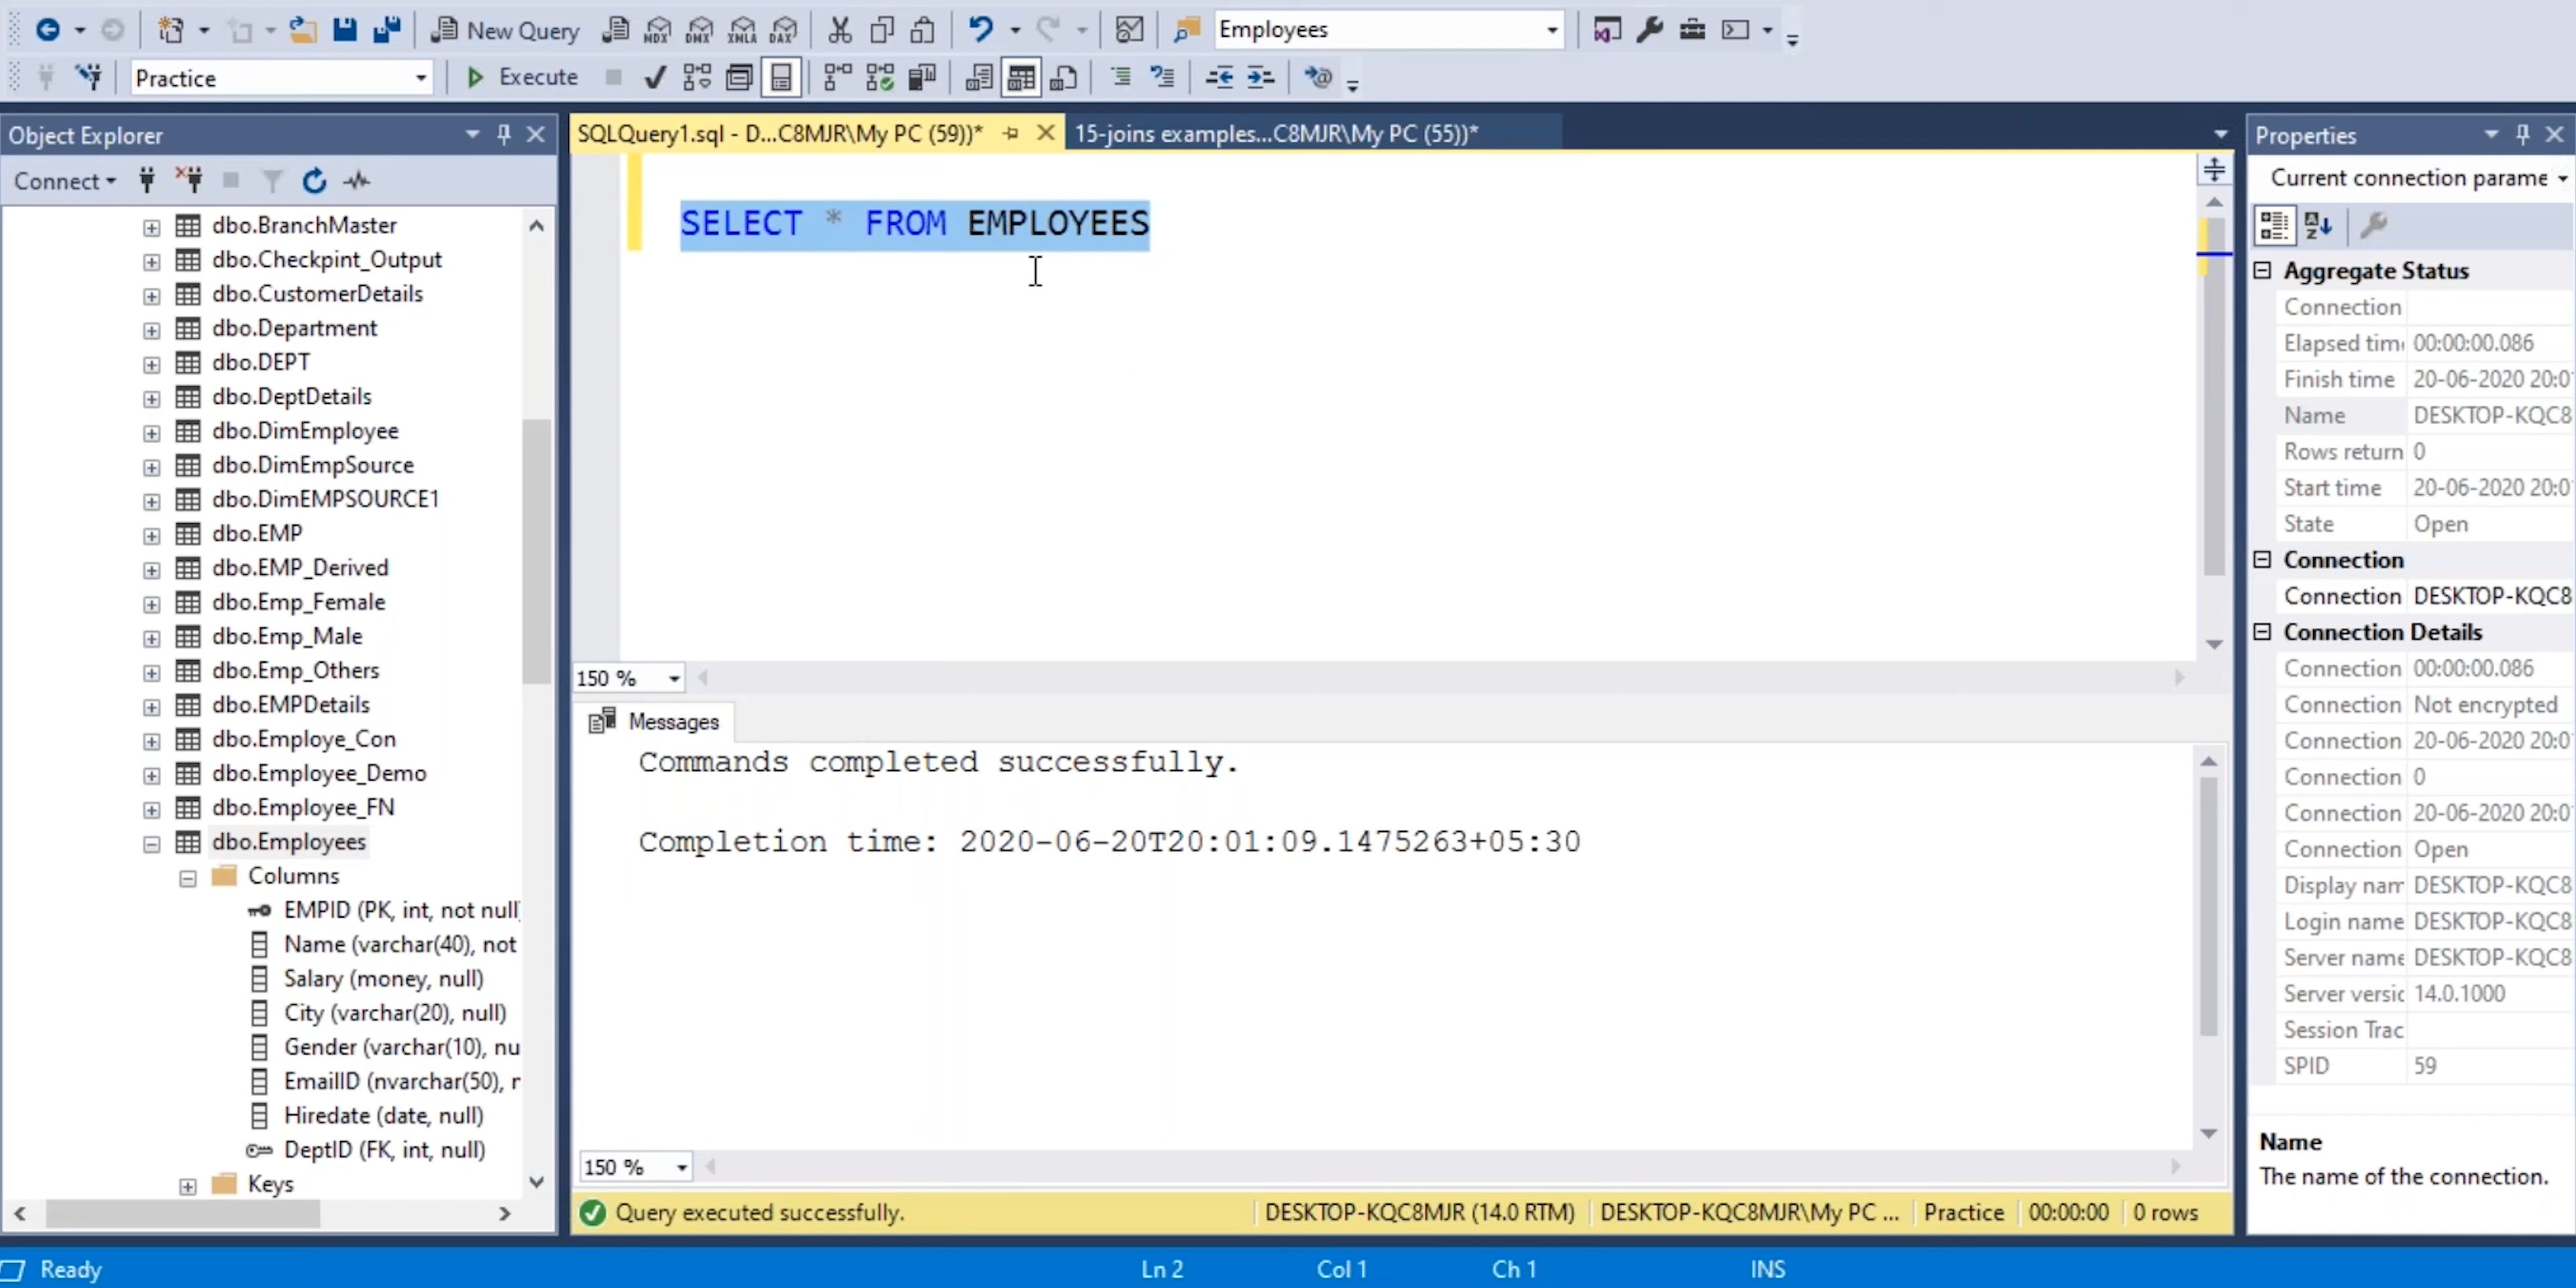 New Query
MDX DMX XMLA DAX
Employees
Practice
Execute
Object Explorer
Connect
dbo.BranchMaster
dbo.Checkpint_Output
dbo.CustomerDetails
dbo.Department
dbo.DEPT
dbo.DeptDetails
dbo.DimEmployee
dbo.DimEmpSource
dbo.DimEMPSOURCE1
dbo.EMP
dbo.EMP_Derived
dbo.Emp_Female
dbo.Emp_Male
dbo.Emp_Others
dbo.EMPDetails
dbo.Employe_Con
dbo.Employee_Demo
dbo.Employee_FN
dbo.Employees
Columns
EMPID (PK, int, not null
Name (varchar(40), not
Salary (money, null)
City (varchar(20), null)
Gender (varchar(10), nu
EmailID (nvarchar(50), n
Hiredate (date, null)
DeptID (FK, int, null)
Keys
SQLQuery1.sql - D...C8MJR\My PC (59))*
15-joins examples...C8MJR\My PC (55))*
SELECT * FROM EMPLOYEES
150 %
Messages
Commands completed successfully.
Completion time: 2020-06-20T20:01:09.1475263+05:30
150 %
Query executed successfully.
DESKTOP-KQC8MJR (14.0 RTM)
DESKTOP-KQC8MJR\My PC ...
Practice
00:00:00
0 rows
Properties
Current connection parame
Aggregate Status
Connection
Elapsed tim 00:00:00.086
Finish time 20-06-2020 20:0
Name DESKTOP-KQC8
Rows return 0
Start time 20-06-2020 20:0
State Open
Connection
Connection DESKTOP-KQC8
Connection Details
Connection 00:00:00.086
Connection Not encrypted
Connection 20-06-2020 20:0
Connection 0
Connection 20-06-2020 20:0
Connection Open
Display nam DESKTOP-KQC8
Login name DESKTOP-KQC8
Server name DESKTOP-KQC8
Server versic 14.0.1000
Session Trac
SPID 59
Name
The name of the connection.
Ready
Ln 2
Col 1
Ch 1
INS